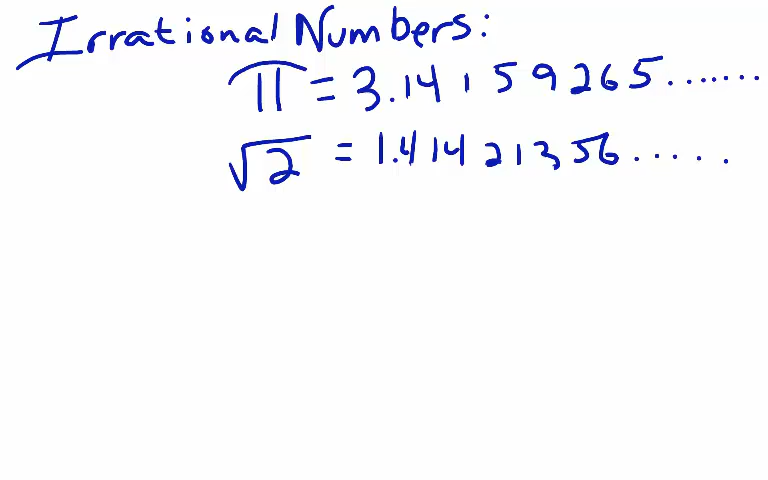 Irrational Numbers:
π = 3.14159265.......
√2 = 1.41421356.....